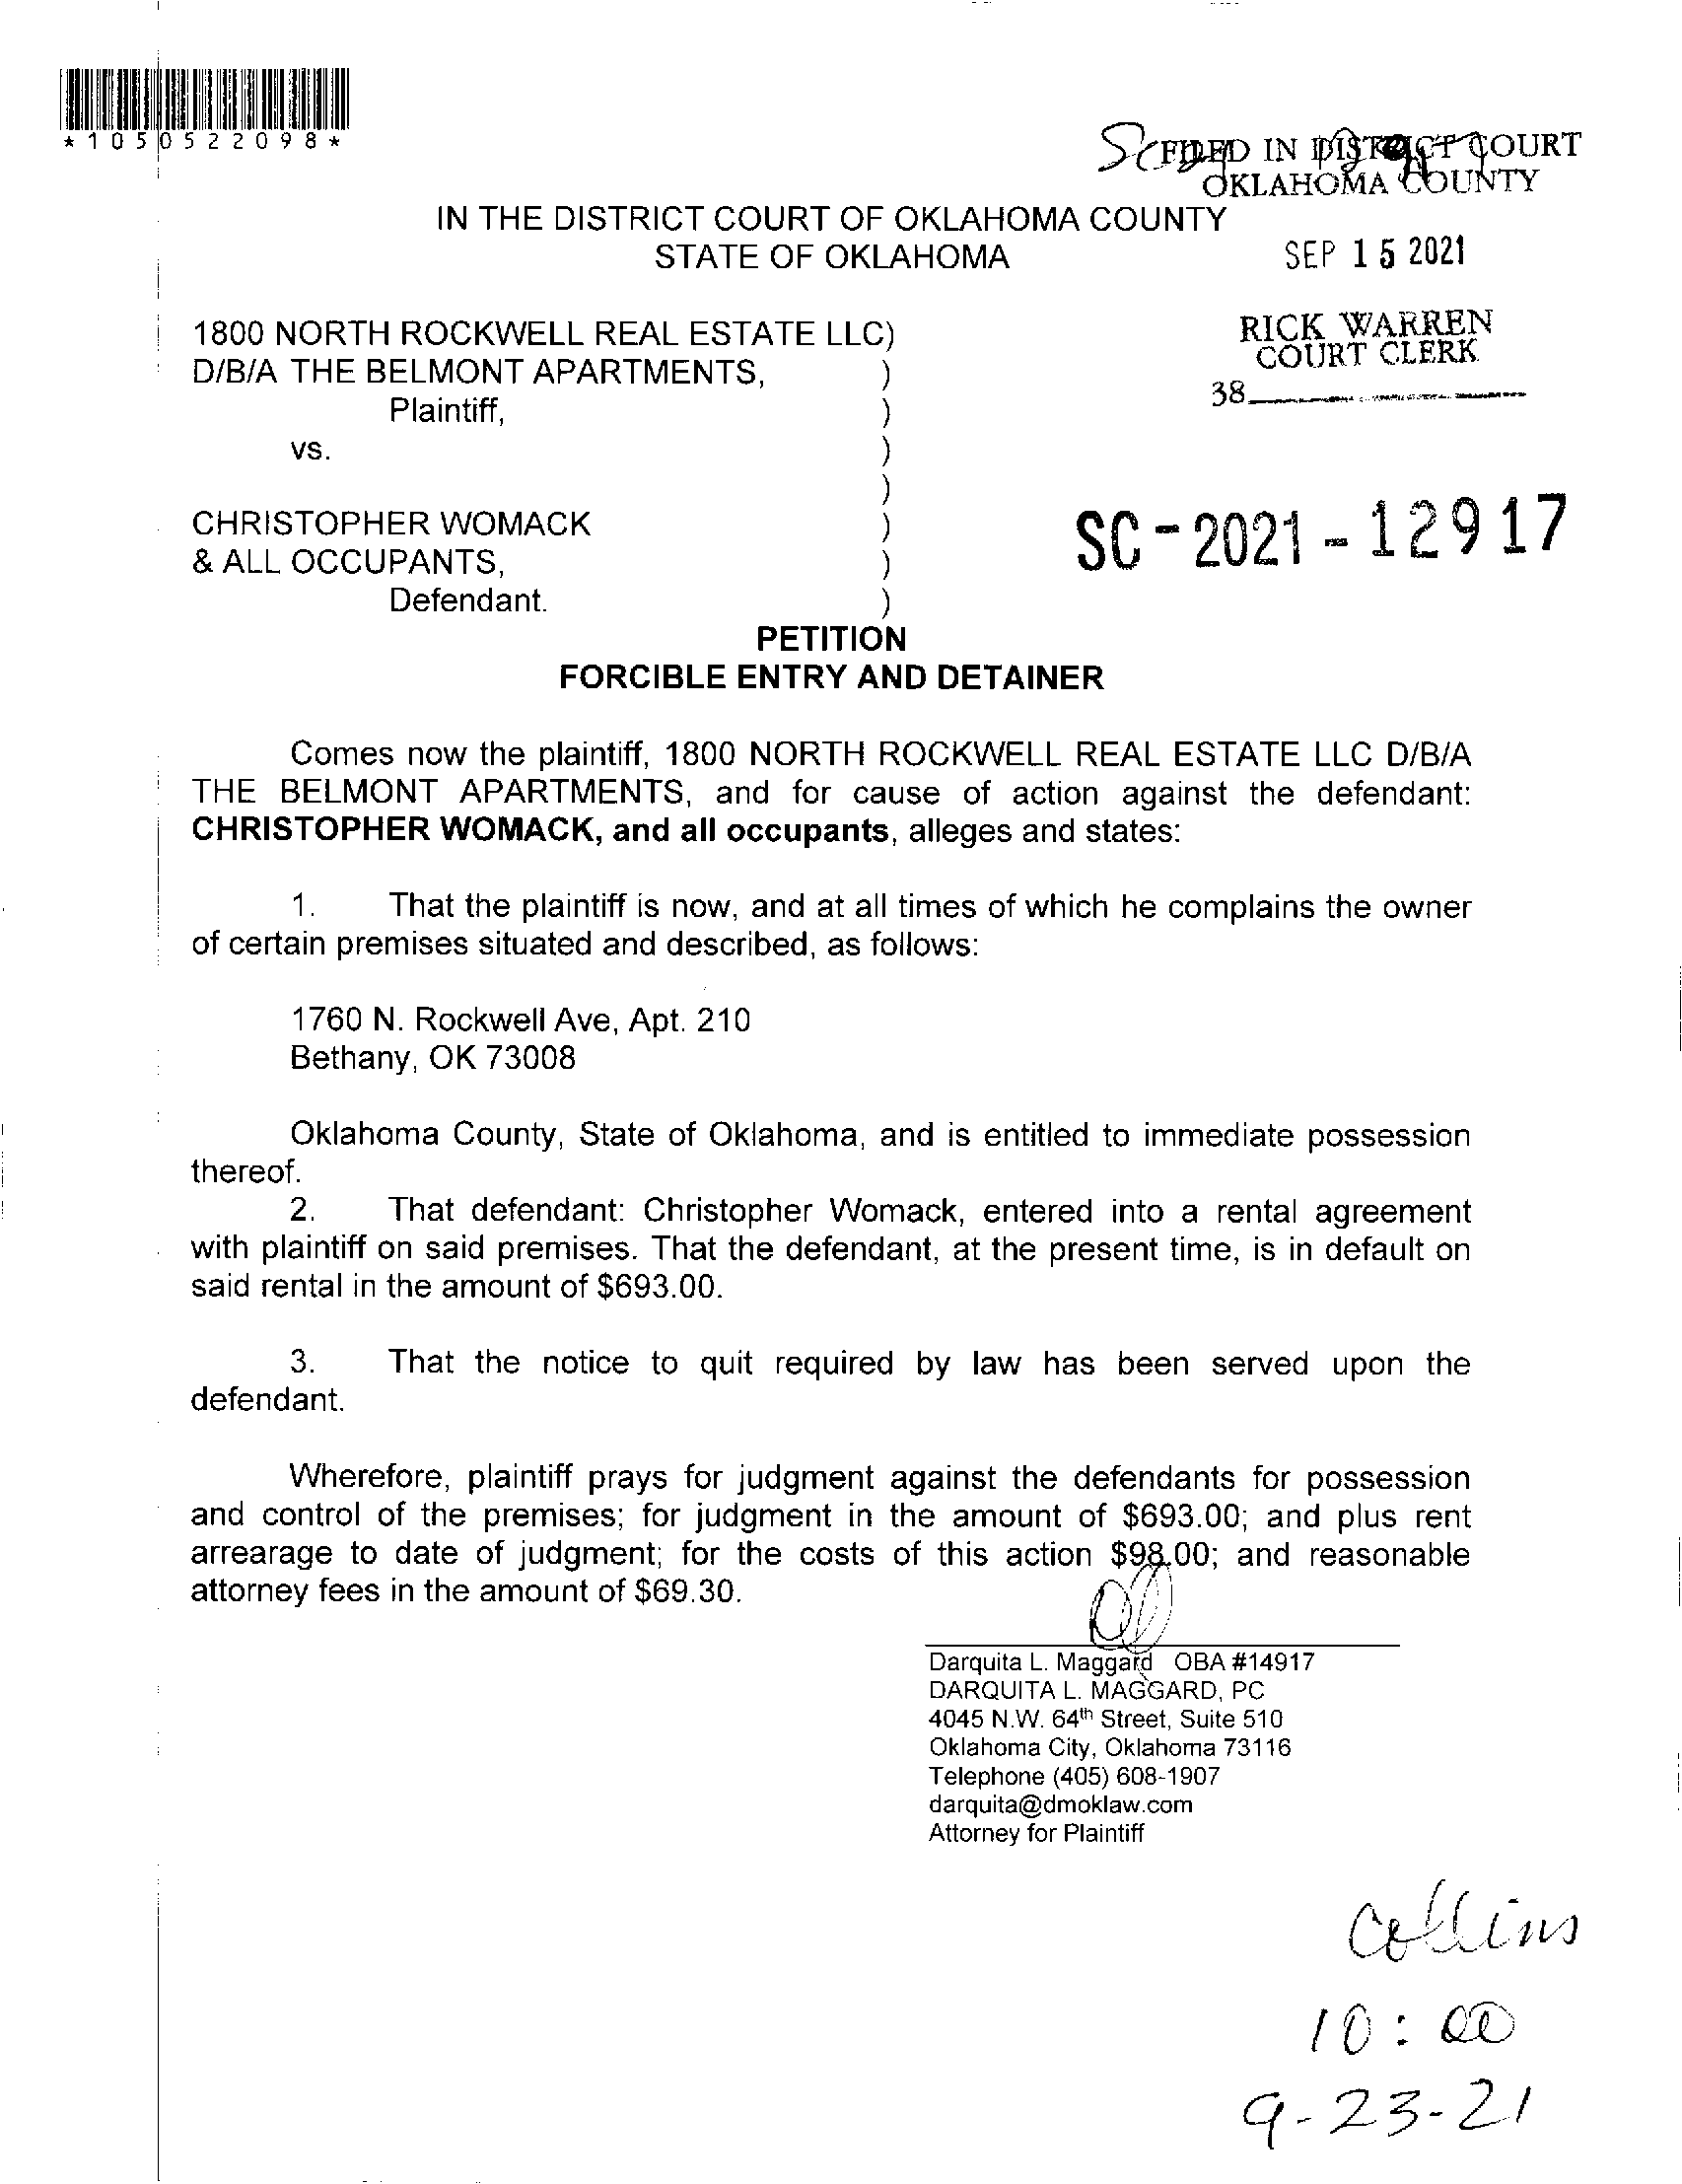 *1050522098*
FILED IN DISTRICT COURT
OKLAHOMA COUNTY
IN THE DISTRICT COURT OF OKLAHOMA COUNTY
STATE OF OKLAHOMA
SEP 15 2021
1800 NORTH ROCKWELL REAL ESTATE LLC)
D/B/A THE BELMONT APARTMENTS, )
Plaintiff, )
vs. )
)
RICK WARREN
COURT CLERK
38
CHRISTOPHER WOMACK )
& ALL OCCUPANTS, )
Defendant. )
SC-2021-12917
PETITION
FORCIBLE ENTRY AND DETAINER
Comes now the plaintiff, 1800 NORTH ROCKWELL REAL ESTATE LLC D/B/A
THE BELMONT APARTMENTS, and for cause of action against the defendant:
CHRISTOPHER WOMACK, and all occupants, alleges and states:
1. That the plaintiff is now, and at all times of which he complains the owner
of certain premises situated and described, as follows:
1760 N. Rockwell Ave, Apt. 210
Bethany, OK 73008
Oklahoma County, State of Oklahoma, and is entitled to immediate possession
thereof.
2. That defendant: Christopher Womack, entered into a rental agreement
with plaintiff on said premises. That the defendant, at the present time, is in default on
said rental in the amount of $693.00.
3. That the notice to quit required by law has been served upon the
defendant.
Wherefore, plaintiff prays for judgment against the defendants for possession
and control of the premises; for judgment in the amount of $693.00; and plus rent
arrearage to date of judgment; for the costs of this action $98.00; and reasonable
attorney fees in the amount of $69.30.
Darquita L. Maggard OBA #14917
DARQUITA L. MAGGARD, PC
4045 N.W. 64th Street, Suite 510
Oklahoma City, Oklahoma 73116
Telephone (405) 608-1907
darquita@dmoklaw.com
Attorney for Plaintiff
Collins
10:00
9-23-21